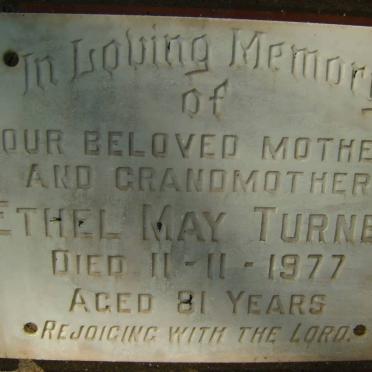 In Loving Memory
of
OUR BELOVED MOTHE
AND GRANDMOTHER
ETHEL MAY TURNE
DIED 11-11-1977
AGED 81 YEARS
REJOICING WITH THE LORD.